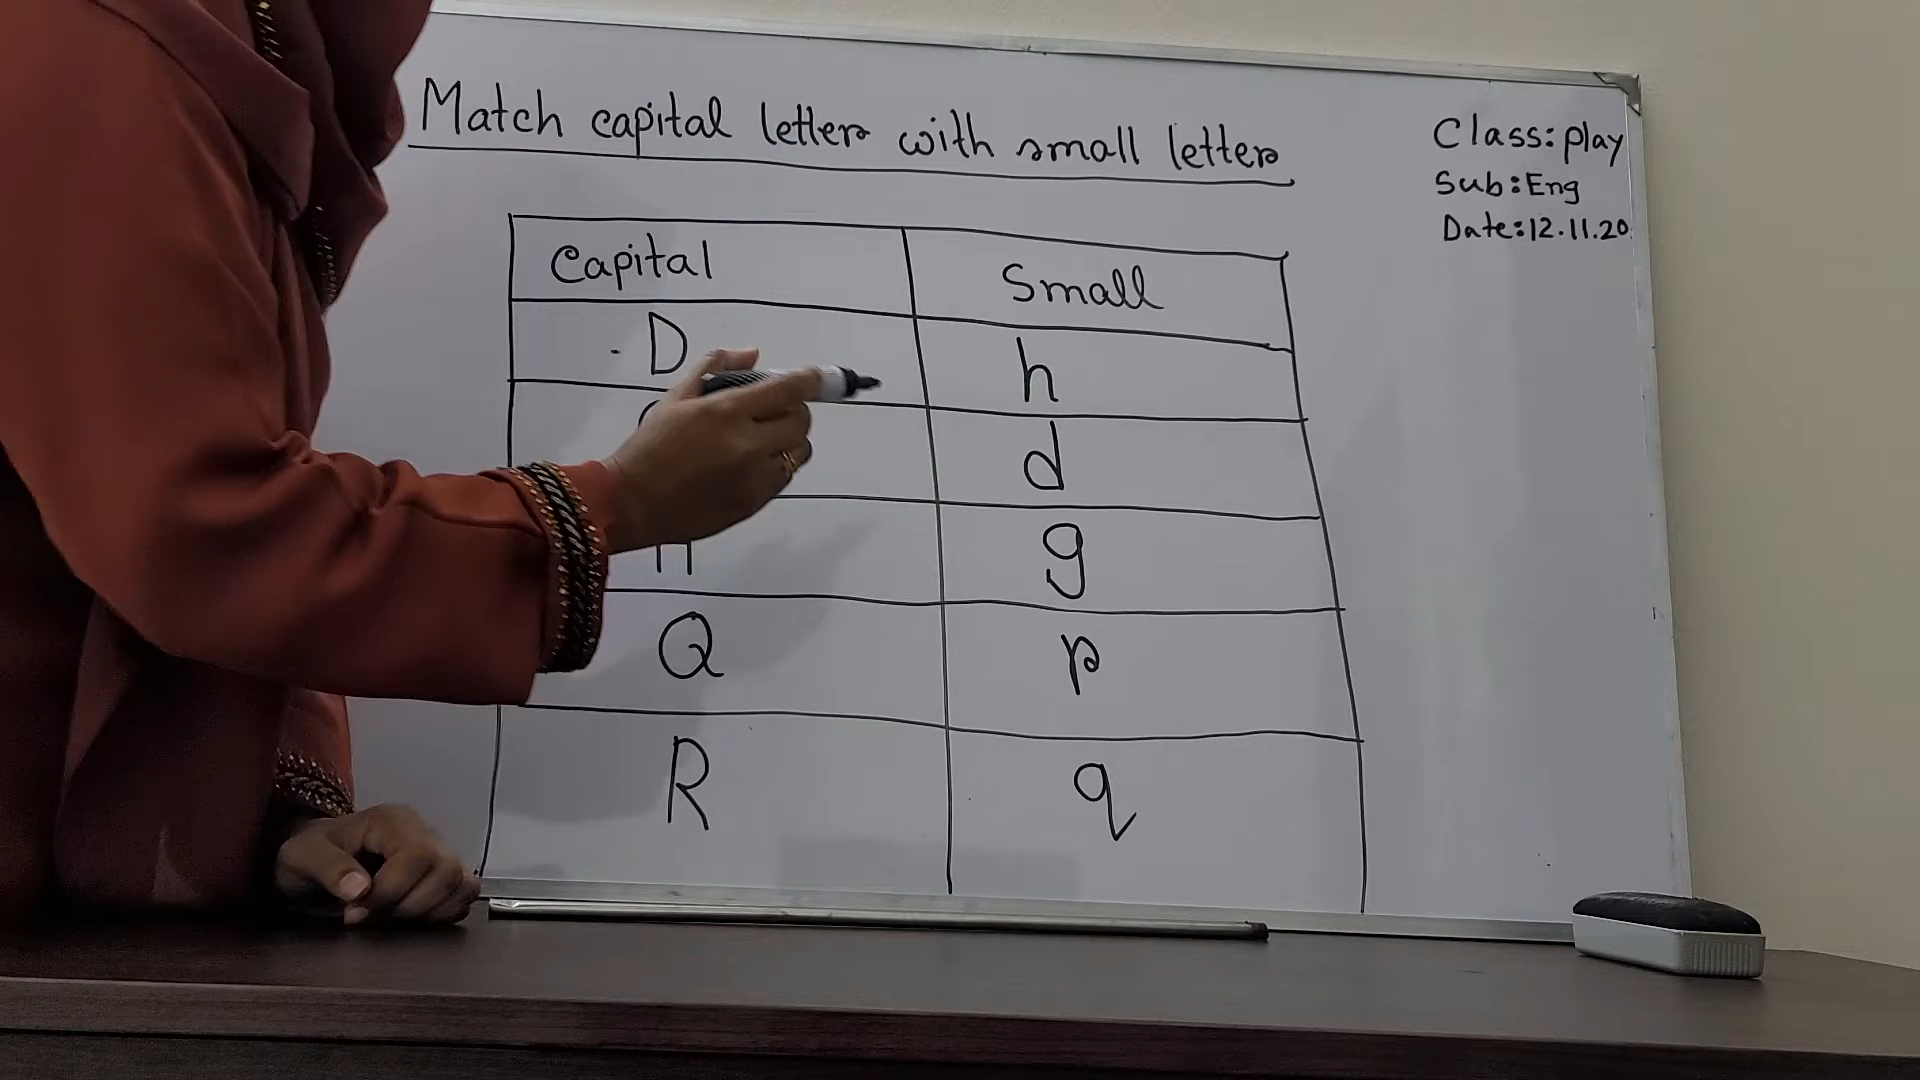 Match capital letter with small letter
Class: play
Sub: Eng
Date: 12.11.20
Capital Small
D h
d
g
Q p
R q